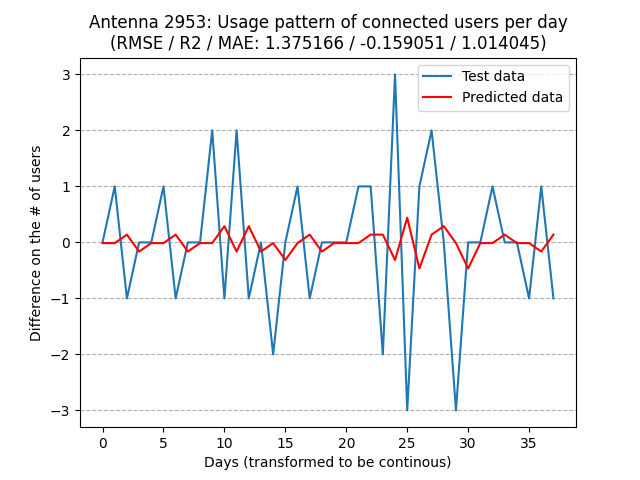 Antenna 2953: Usage pattern of connected users per day
(RMSE / R2 / MAE: 1.375166 / -0.159051 / 1.014045)
Test data
Predicted data
3
2
1
0
−1
−2
−3
Difference on the # of users
0 5 10 15 20 25 30 35
Days (transformed to be continous)